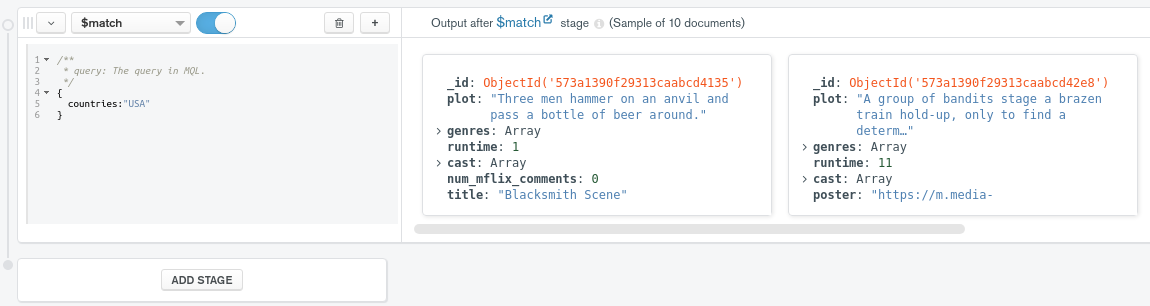 $match
+
Output after $match stage (Sample of 10 documents)
1 /**
2 * query: The query in MQL.
3 */
4 {
5 countries:"USA"
6 }
_id: ObjectId('573a1390f29313caabcd4135')
plot: "Three men hammer on an anvil and
pass a bottle of beer around."
genres: Array
runtime: 1
cast: Array
num_mflix_comments: 0
title: "Blacksmith Scene"
_id: ObjectId('573a1390f29313caabcd42e8')
plot: "A group of bandits stage a brazen
train hold-up, only to find a
determ…"
genres: Array
runtime: 11
cast: Array
poster: "https://m.media-
ADD STAGE